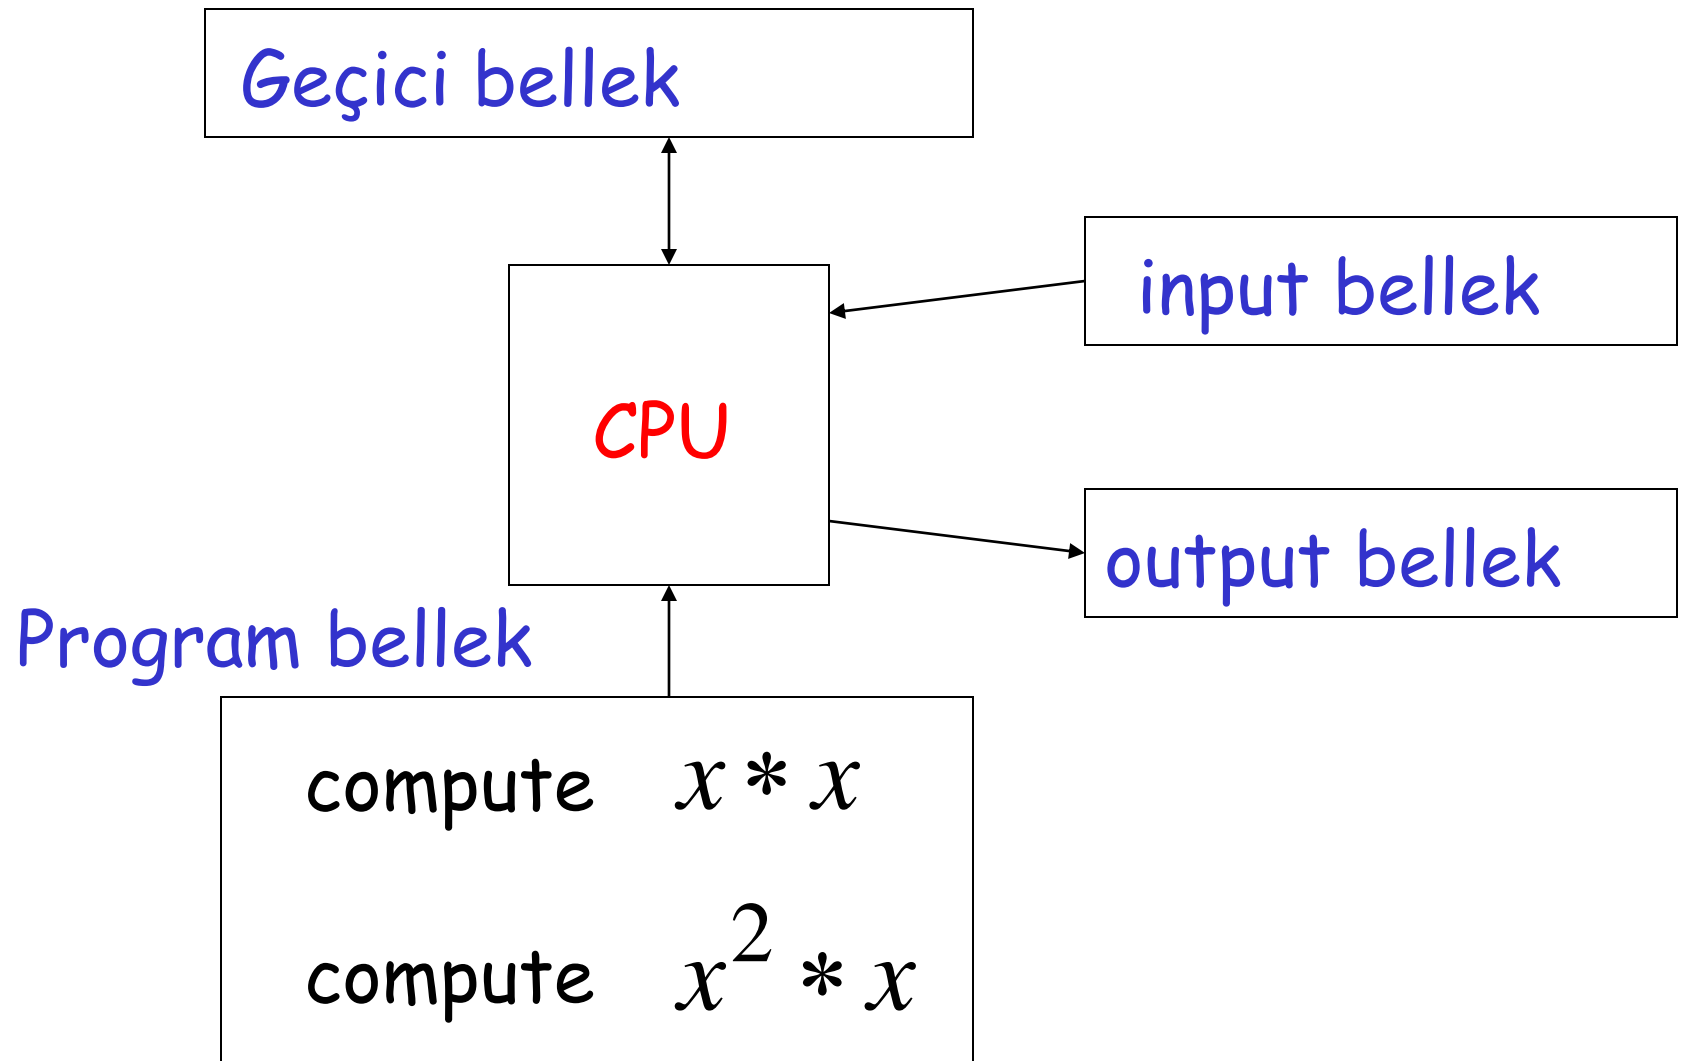 Geçici bellek
input bellek
CPU
output bellek
Program bellek
compute x * x
compute x² * x